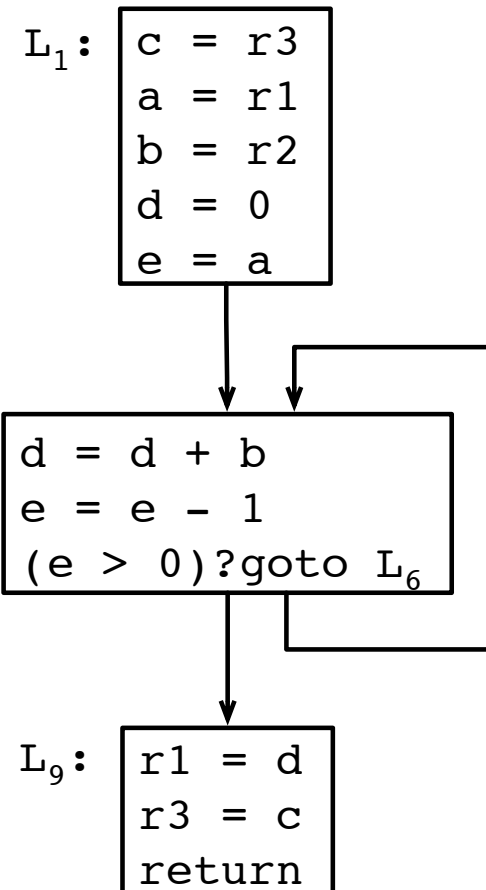 L₁: c = r3
a = r1
b = r2
d = 0
e = a
d = d + b
e = e - 1
(e > 0)?goto L₆
L₉: r1 = d
r3 = c
return